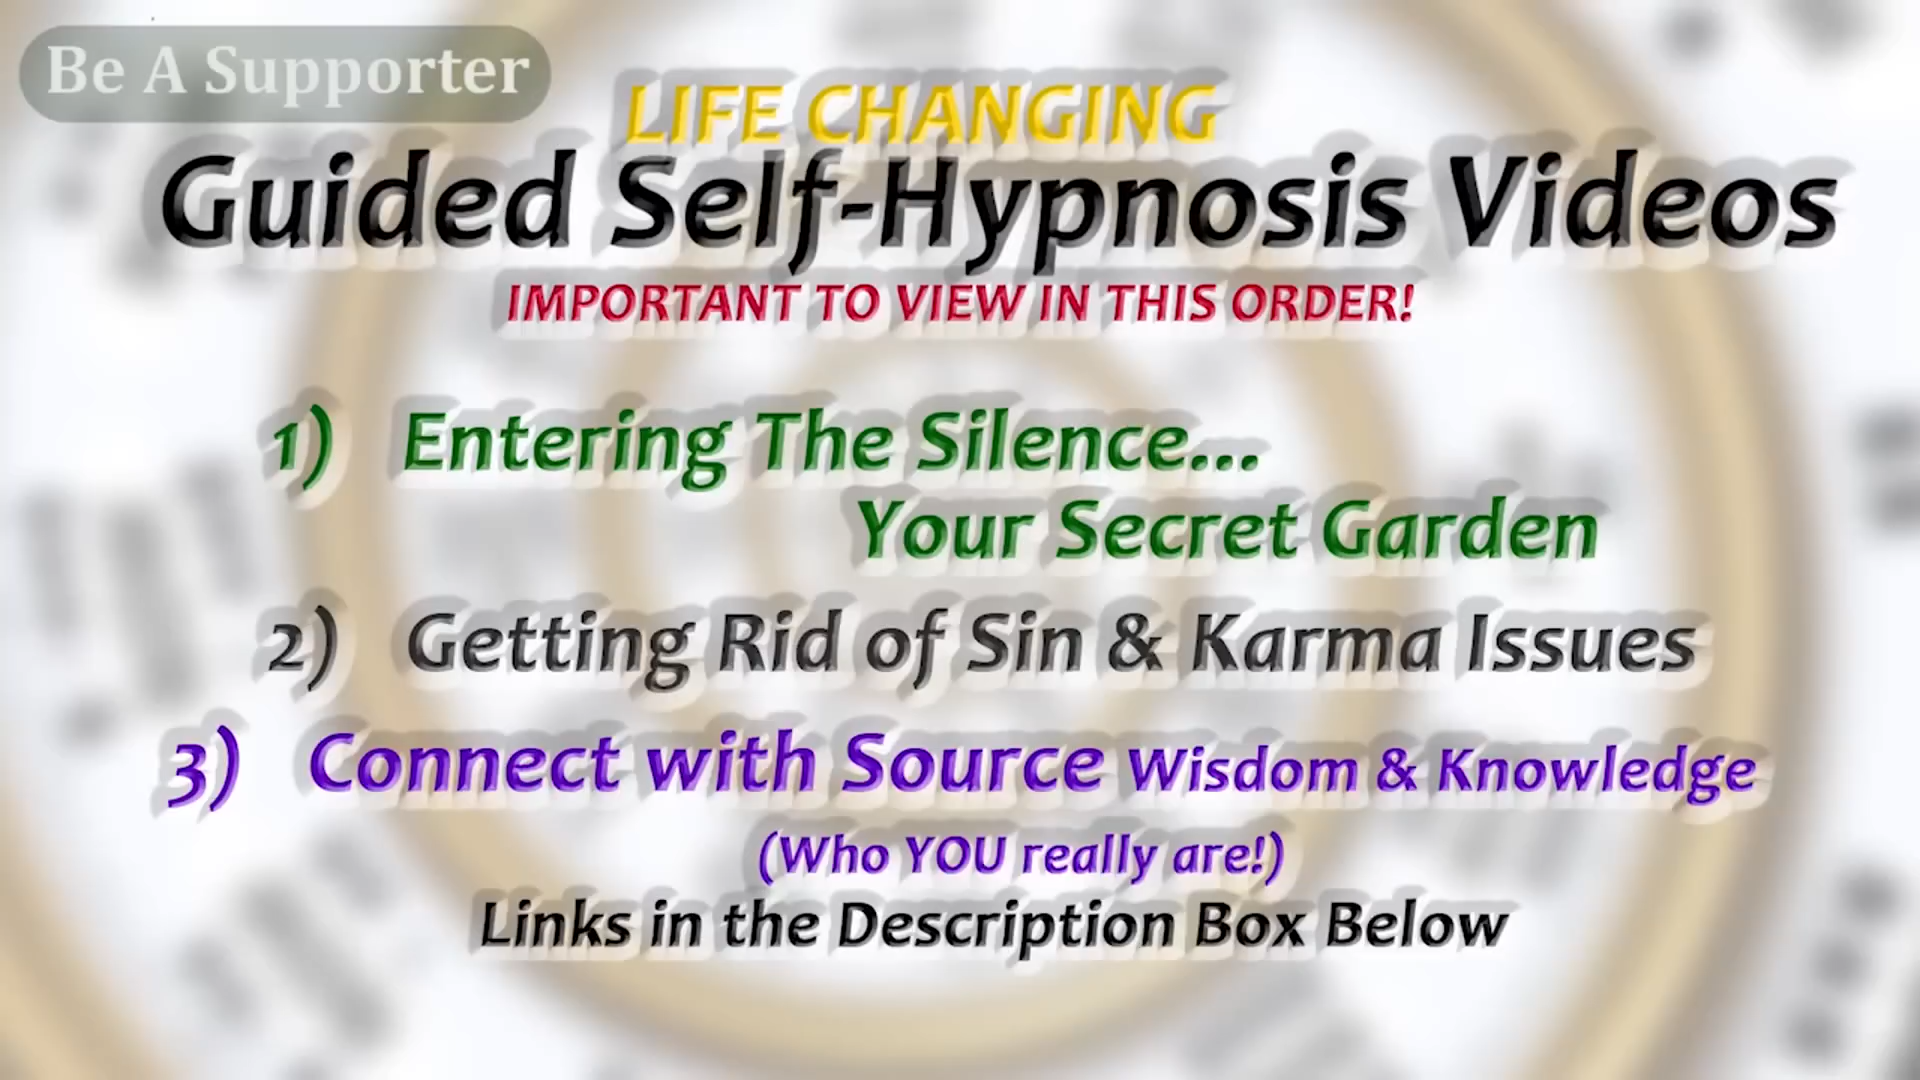 Be A Supporter
LIFE CHANGING
Guided Self-Hypnosis Videos
IMPORTANT TO VIEW IN THIS ORDER!
1) Entering The Silence...
Your Secret Garden
2) Getting Rid of Sin & Karma Issues
3) Connect with Source Wisdom & Knowledge
(Who YOU really are!)
Links in the Description Box Below